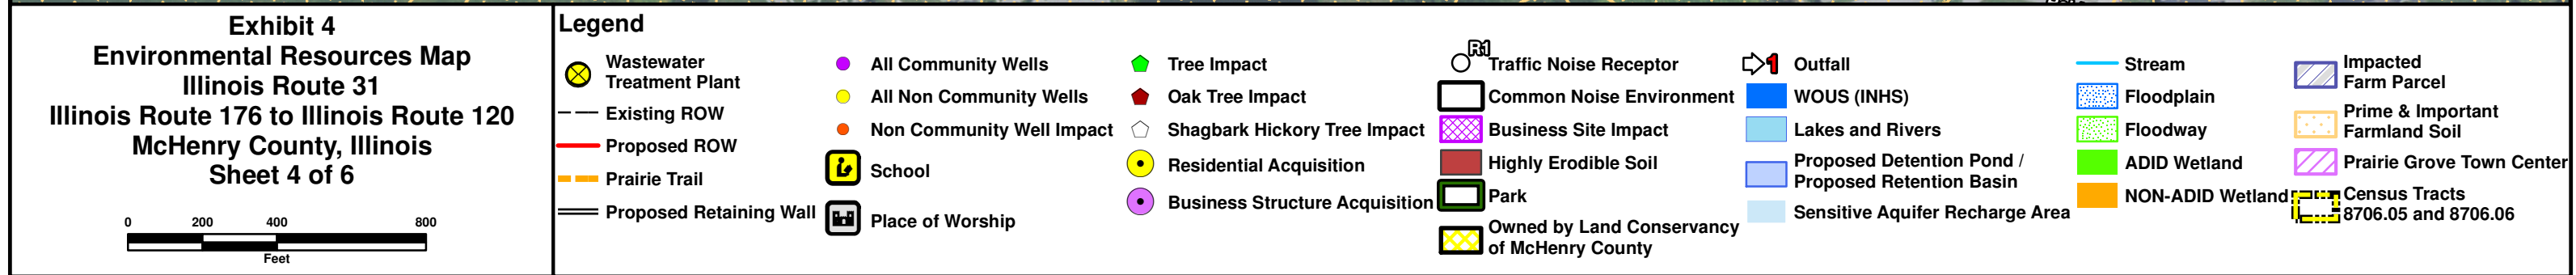 Exhibit 4
Environmental Resources Map
Illinois Route 31
Illinois Route 176 to Illinois Route 120
McHenry County, Illinois
Sheet 4 of 6
0 200 400 800
Feet
Legend
Wastewater
Treatment Plant
Existing ROW
Proposed ROW
Prairie Trail
Proposed Retaining Wall
All Community Wells
All Non Community Wells
Non Community Well Impact
School
Place of Worship
Tree Impact
Oak Tree Impact
Shagbark Hickory Tree Impact
Residential Acquisition
Business Structure Acquisition
R1
Traffic Noise Receptor
Common Noise Environment
Business Site Impact
Highly Erodible Soil
Park
Owned by Land Conservancy
of McHenry County
1 Outfall
WOUS (INHS)
Lakes and Rivers
Proposed Detention Pond /
Proposed Retention Basin
Sensitive Aquifer Recharge Area
Stream
Floodplain
Floodway
ADID Wetland
NON-ADID Wetland
Impacted
Farm Parcel
Prime & Important
Farmland Soil
Prairie Grove Town Center
Census Tracts
8706.05 and 8706.06